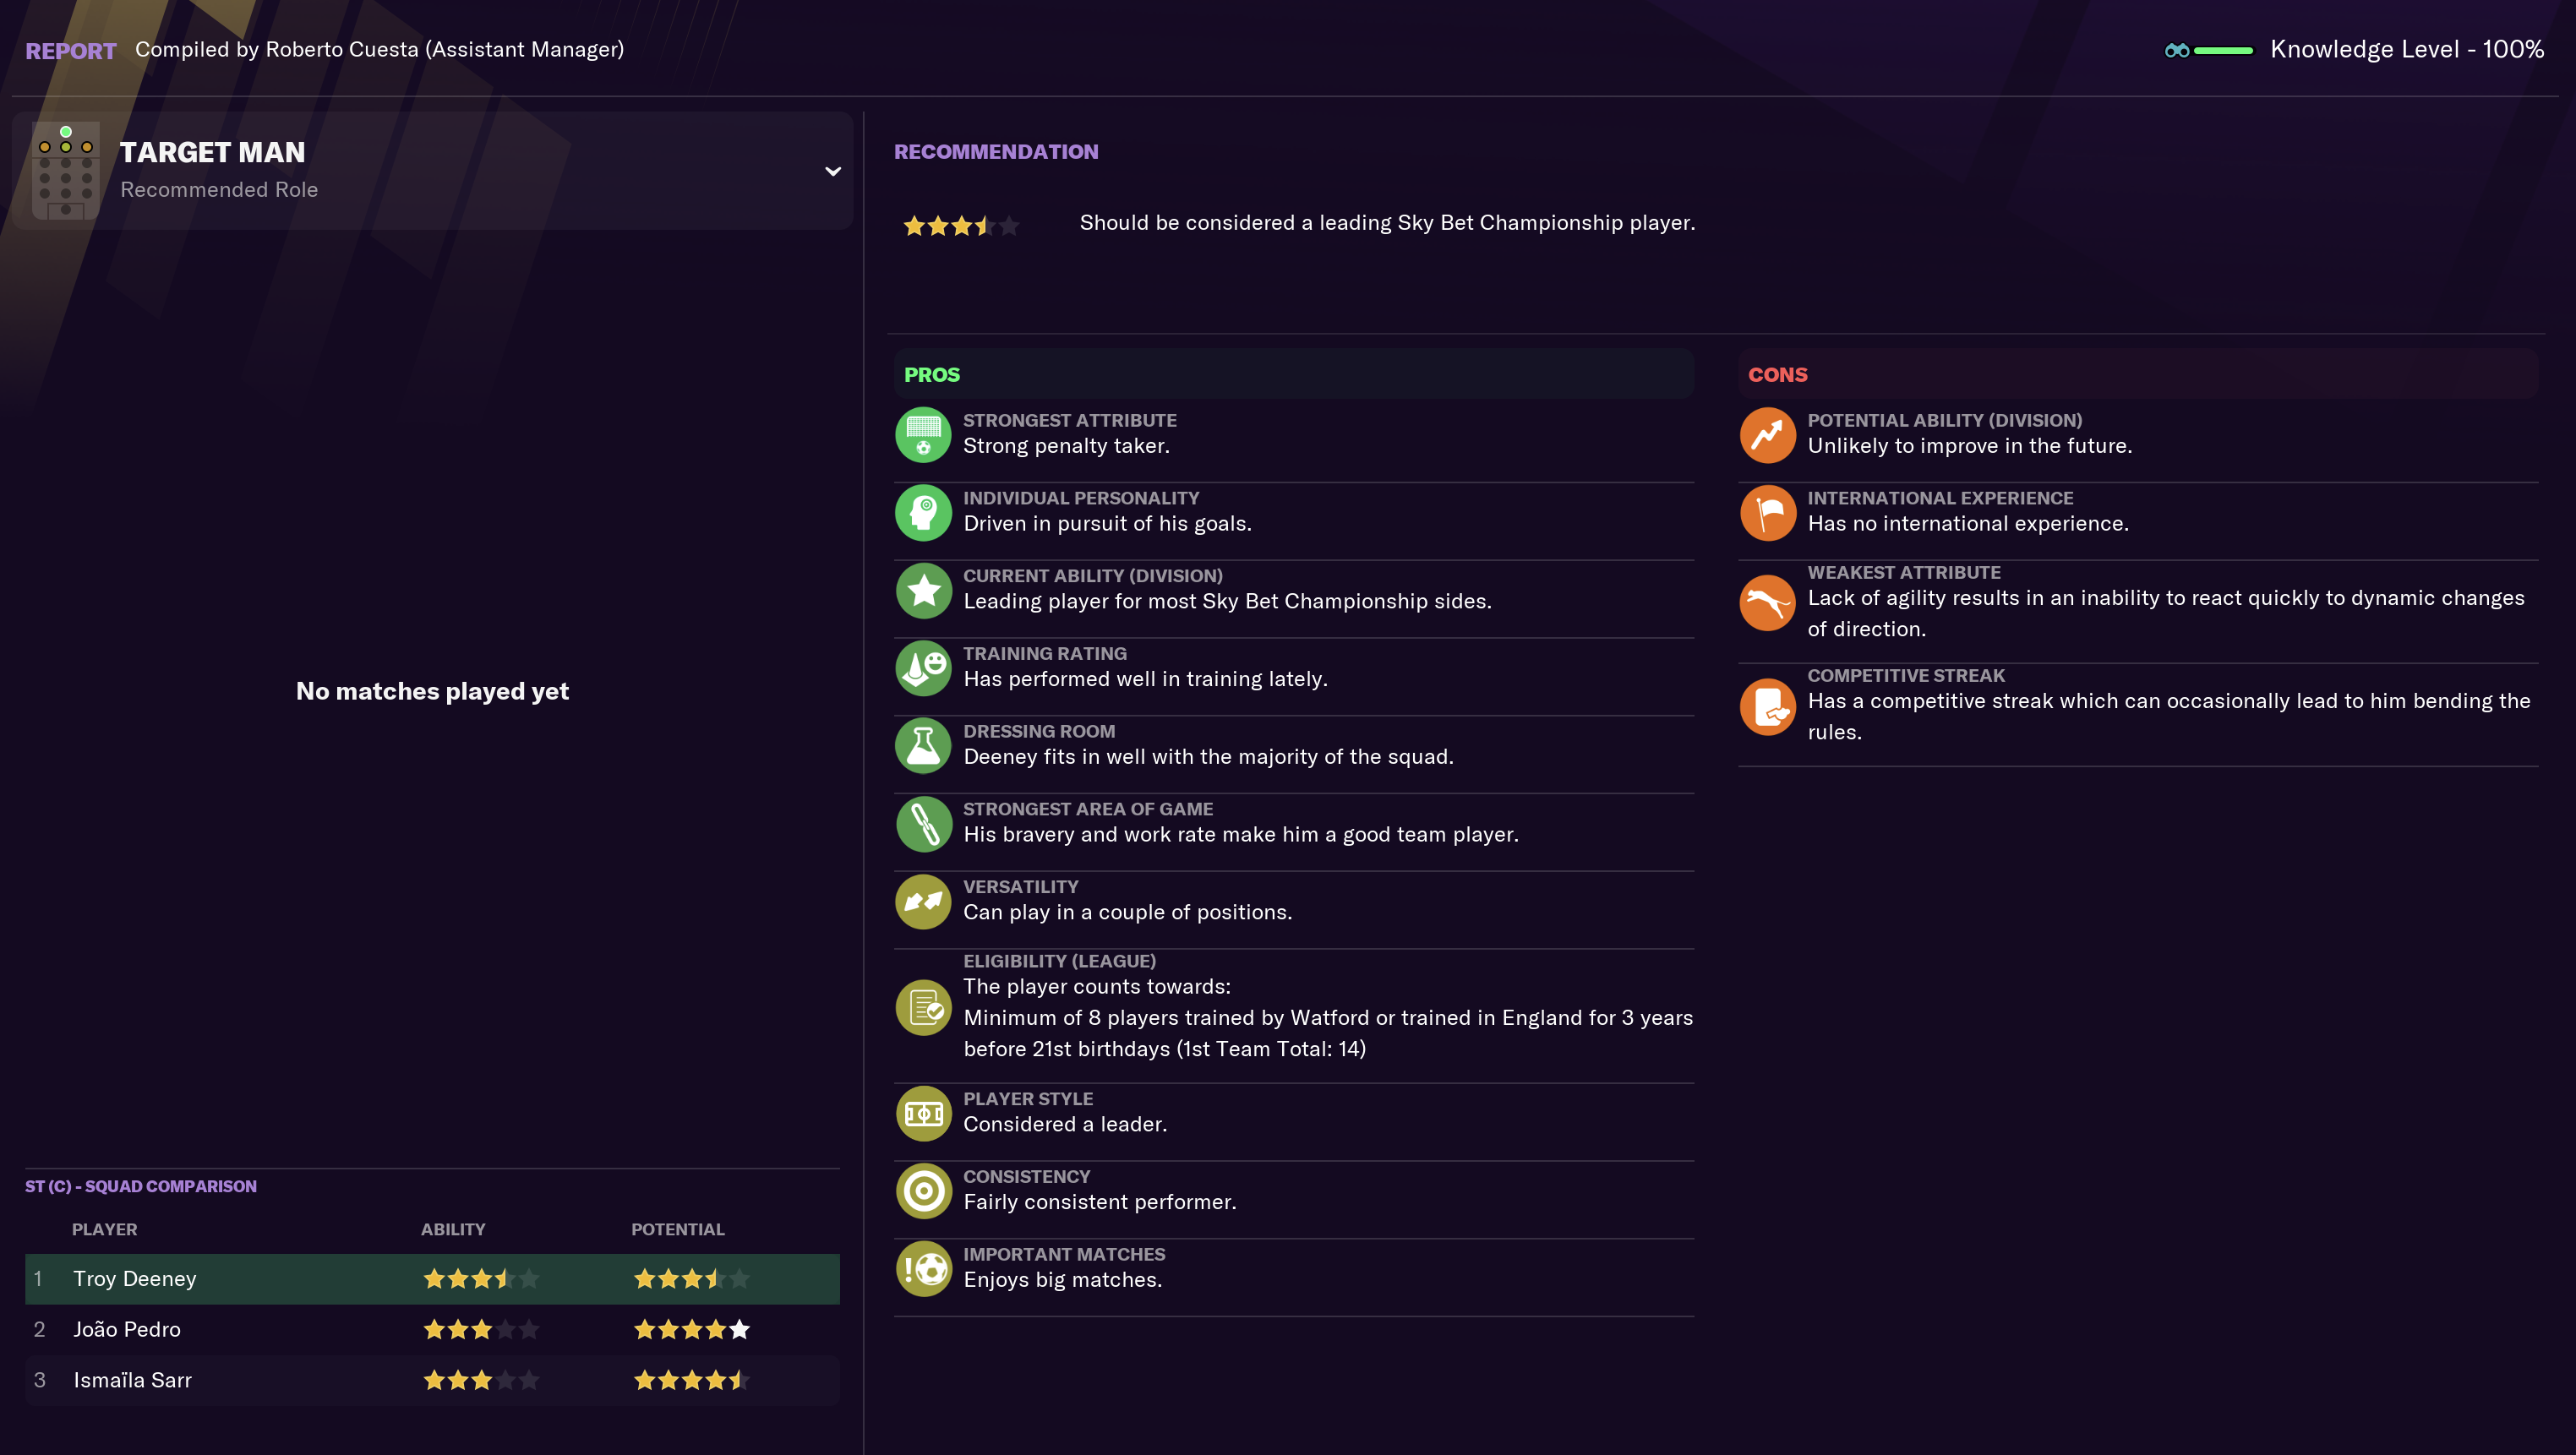 REPORT Compiled by Roberto Cuesta (Assistant Manager)
Knowledge Level - 100%
TARGET MAN
Recommended Role
No matches played yet
ST (C) - SQUAD COMPARISON
PLAYER ABILITY POTENTIAL
1 Troy Deeney
2 João Pedro
3 Ismaïla Sarr
RECOMMENDATION
Should be considered a leading Sky Bet Championship player.
PROS
STRONGEST ATTRIBUTE
Strong penalty taker.
INDIVIDUAL PERSONALITY
Driven in pursuit of his goals.
CURRENT ABILITY (DIVISION)
Leading player for most Sky Bet Championship sides.
TRAINING RATING
Has performed well in training lately.
DRESSING ROOM
Deeney fits in well with the majority of the squad.
STRONGEST AREA OF GAME
His bravery and work rate make him a good team player.
VERSATILITY
Can play in a couple of positions.
ELIGIBILITY (LEAGUE)
The player counts towards:
Minimum of 8 players trained by Watford or trained in England for 3 years
before 21st birthdays (1st Team Total: 14)
PLAYER STYLE
Considered a leader.
CONSISTENCY
Fairly consistent performer.
IMPORTANT MATCHES
Enjoys big matches.
CONS
POTENTIAL ABILITY (DIVISION)
Unlikely to improve in the future.
INTERNATIONAL EXPERIENCE
Has no international experience.
WEAKEST ATTRIBUTE
Lack of agility results in an inability to react quickly to dynamic changes
of direction.
COMPETITIVE STREAK
Has a competitive streak which can occasionally lead to him bending the
rules.